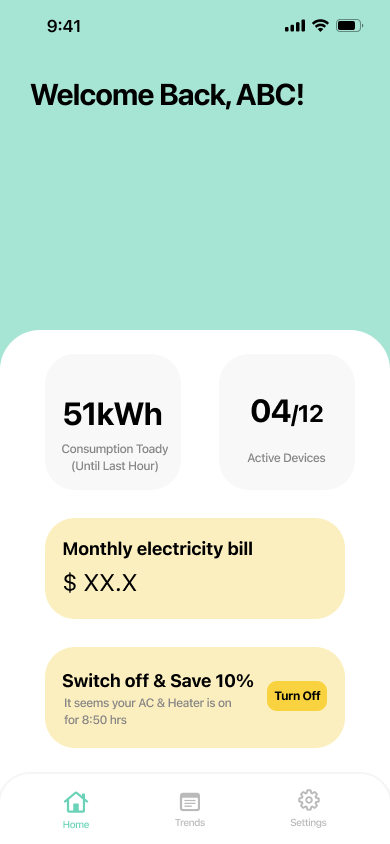 9:41
Welcome Back, ABC!
51kWh
Consumption Toady
(Until Last Hour)
04/12
Active Devices
Monthly electricity bill
$ XX.X
Switch off & Save 10%
It seems your AC & Heater is on
for 8:50 hrs
Turn Off
Home
Trends
Settings